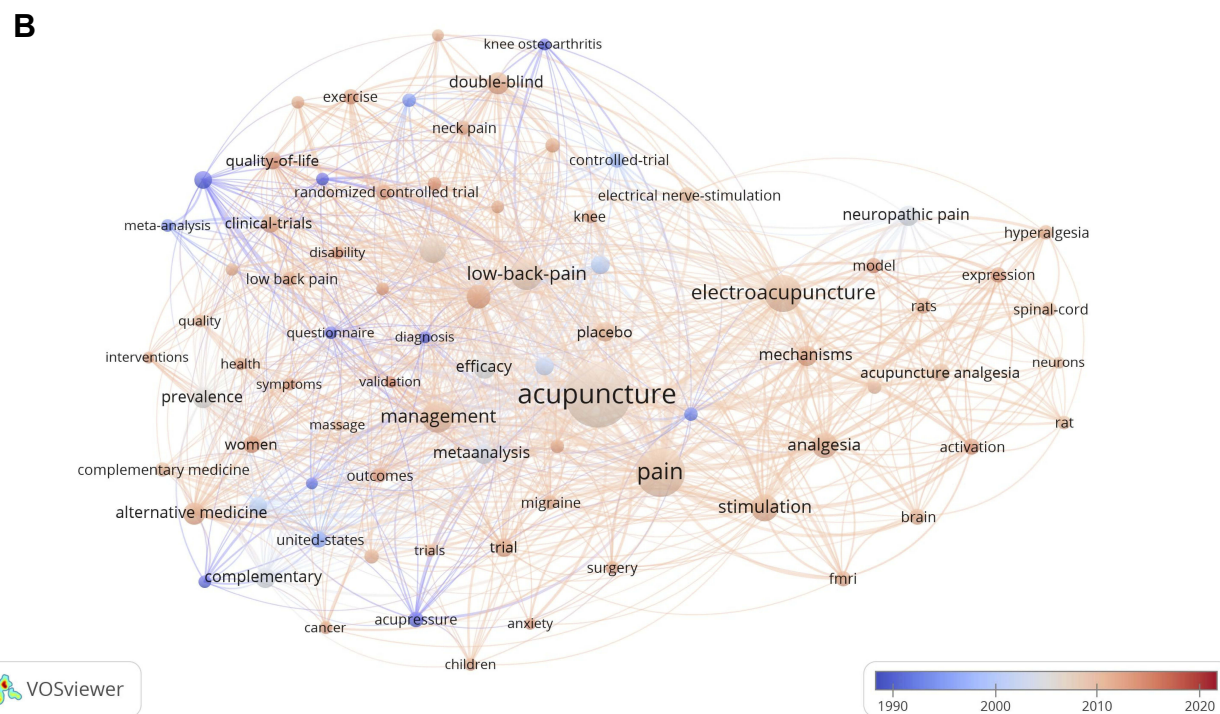 B
knee osteoarthritis
double-blind
exercise
neck pain
quality-of-life
controlled-trial
randomized controlled trial
electrical nerve-stimulation
meta-analysis
clinical-trials
knee
neuropathic pain
hyperalgesia
disability
low back pain
low-back-pain
model
expression
electroacupuncture
rats
spinal-cord
quality
questionnaire
diagnosis
placebo
interventions
health
efficacy
mechanisms
neurons
acupuncture analgesia
symptoms
validation
prevalence
acupuncture
massage
management
rat
women
metaanalysis
analgesia
activation
complementary medicine
outcomes
pain
migraine
stimulation
alternative medicine
brain
united-states
trials
trial
surgery
complementary
fmri
cancer
acupressure
anxiety
children
VOSviewer
1990 2000 2010 2020